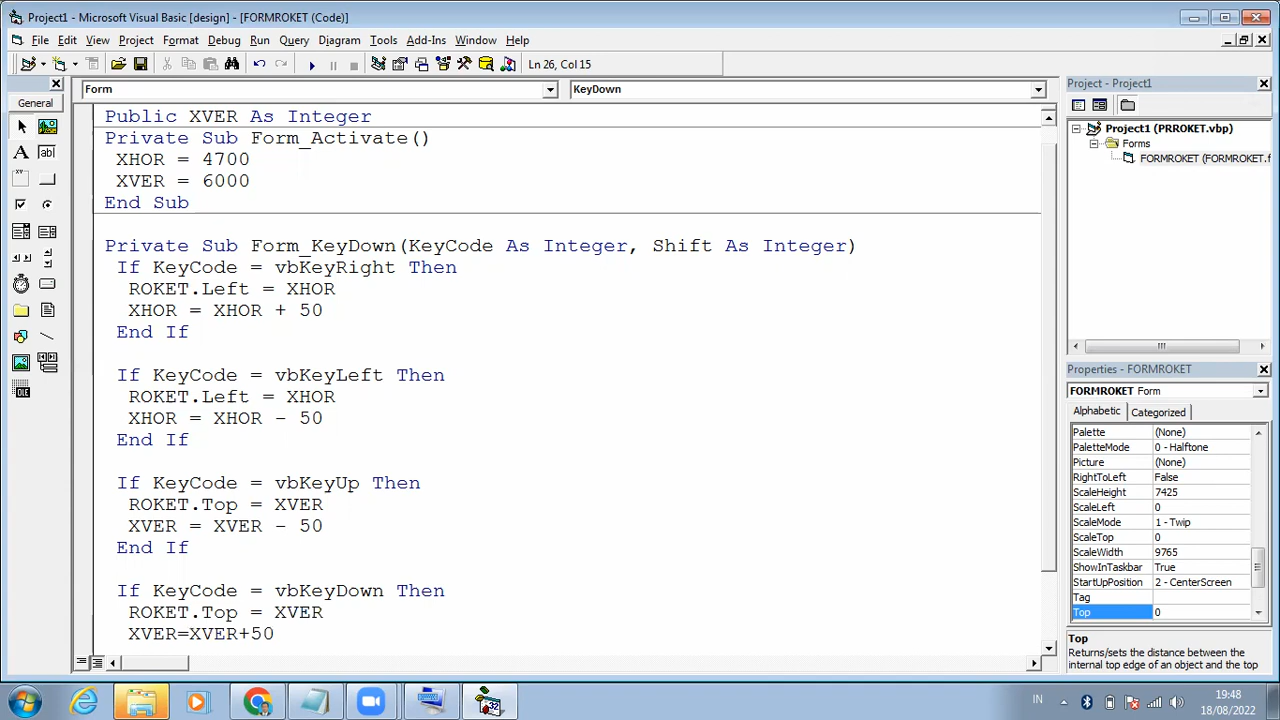 Project1 - Microsoft Visual Basic [design] - [FORMROKET (Code)]
File Edit View Project Format Debug Run Query Diagram Tools Add-Ins Window Help
Ln 26, Col 15
General
Form KeyDown
Public XVER As Integer
Private Sub Form_Activate()
XHOR = 4700
XVER = 6000
End Sub
Private Sub Form_KeyDown(KeyCode As Integer, Shift As Integer)
If KeyCode = vbKeyRight Then
ROKET.Left = XHOR
XHOR = XHOR + 50
End If
If KeyCode = vbKeyLeft Then
ROKET.Left = XHOR
XHOR = XHOR - 50
End If
If KeyCode = vbKeyUp Then
ROKET.Top = XVER
XVER = XVER - 50
End If
If KeyCode = vbKeyDown Then
ROKET.Top = XVER
XVER=XVER+50
Project - Project1
Project1 (PRROKET.vbp)
Forms
FORMROKET (FORMROKET.f
Properties - FORMROKET
FORMROKET Form
Alphabetic Categorized
Palette (None)
PaletteMode 0 - Halftone
Picture (None)
RightToLeft False
ScaleHeight 7425
ScaleLeft 0
ScaleMode 1 - Twip
ScaleTop 0
ScaleWidth 9765
ShowInTaskbar True
StartUpPosition 2 - CenterScreen
Tag
Top 0
Top
Returns/sets the distance between the
internal top edge of an object and the top
IN
19:48
18/08/2022